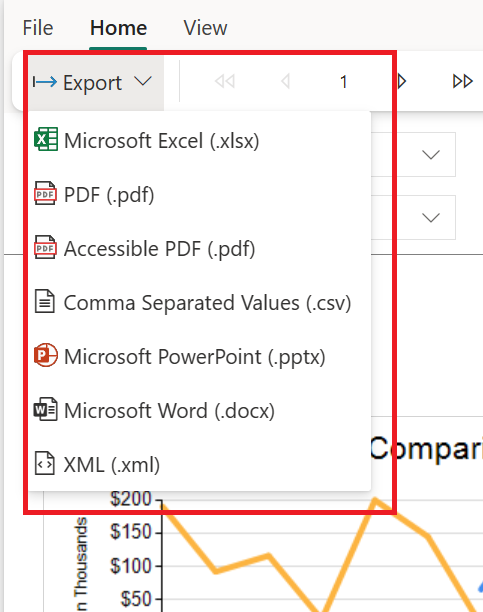 File Home View
Export 1
Microsoft Excel (.xlsx)
PDF (.pdf)
Accessible PDF (.pdf)
Comma Separated Values (.csv)
Microsoft PowerPoint (.pptx)
Microsoft Word (.docx)
XML (.xml)
Compari
$200
$150
$100
$50
n Thousands